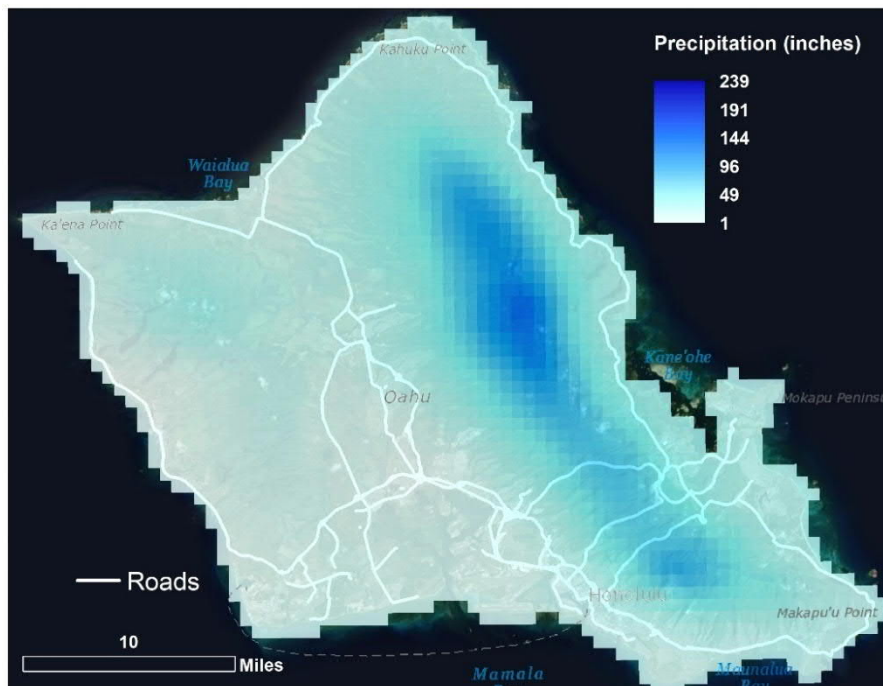 Kahuku Point
Precipitation (inches)
239
191
144
96
49
1
Waialua
Bay
Ka'ena Point
Kane'ohe
Bay
Oahu
Mokapu Peninsu
Roads
Honolulu
Makapu'u Point
10
Miles
Mamala
Maunalua
Bay